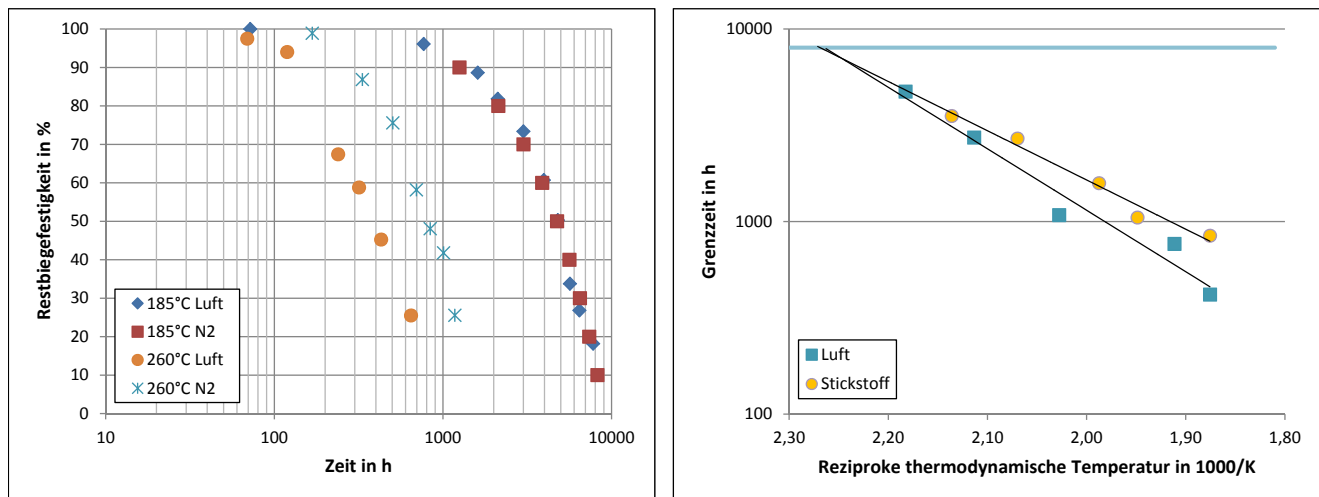 100
90
80
70
60
50
40
30
20
10
0
Restbiegefestigkeit in %
185°C Luft
185°C N2
260°C Luft
260°C N2
10
100
1000
10000
Zeit in h
10000
1000
100
Grenzzeit in h
Luft
Stickstoff
2,30
2,20
2,10
2,00
1,90
1,80
Reziproke thermodynamische Temperatur in 1000/K